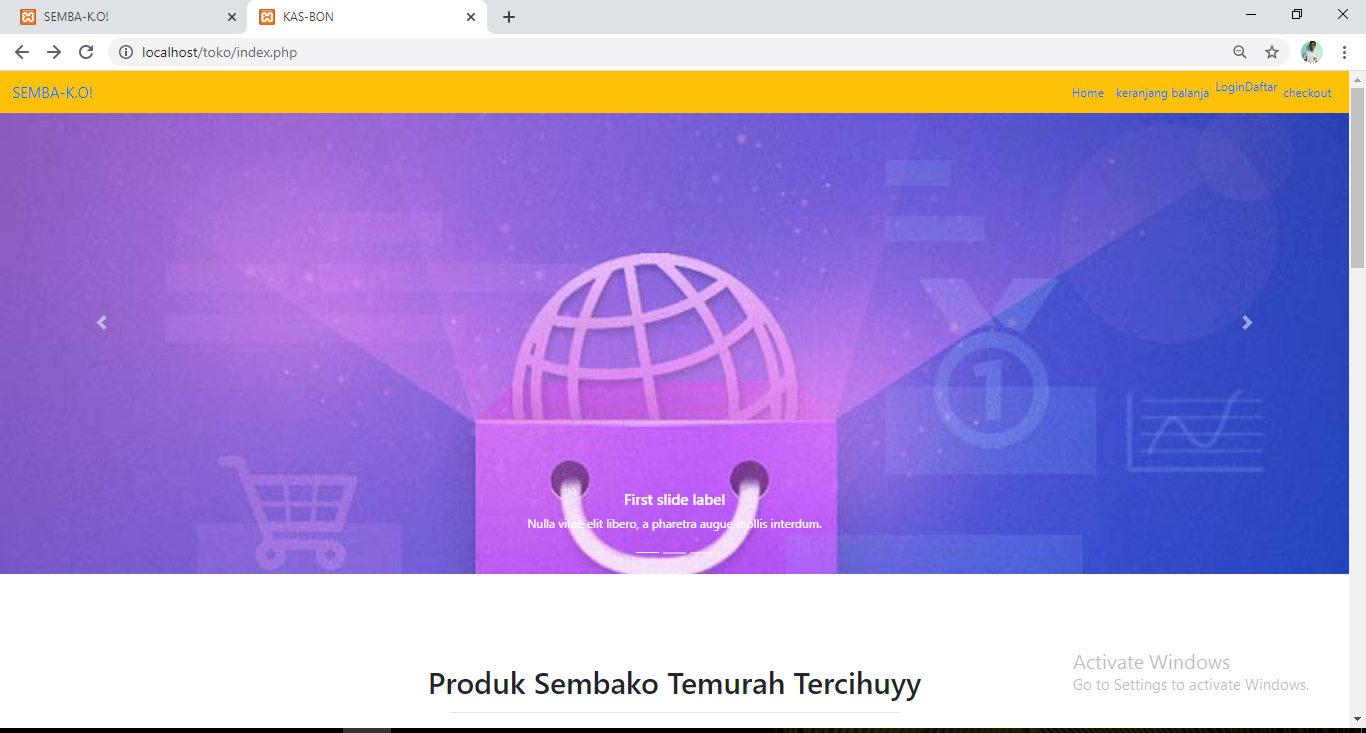 SEMBA-K.O!
KAS-BON
localhost/toko/index.php
SEMBA-K.O!
Home keranjang balanja LoginDaftar checkout
1
First slide label
Nulla vitae elit libero, a pharetra augue mollis interdum.
Produk Sembako Temurah Tercihuyy
Activate Windows
Go to Settings to activate Windows.